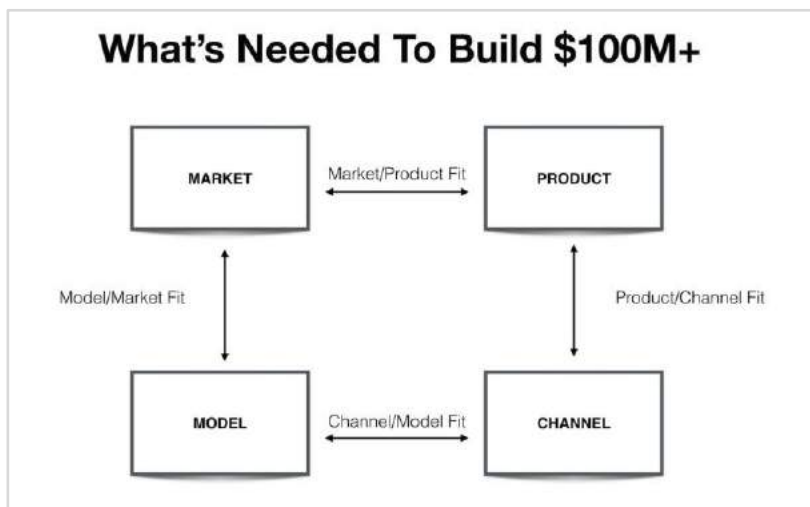 What's Needed To Build $100M+
MARKET
Market/Product Fit
PRODUCT
Model/Market Fit
Product/Channel Fit
MODEL
Channel/Model Fit
CHANNEL